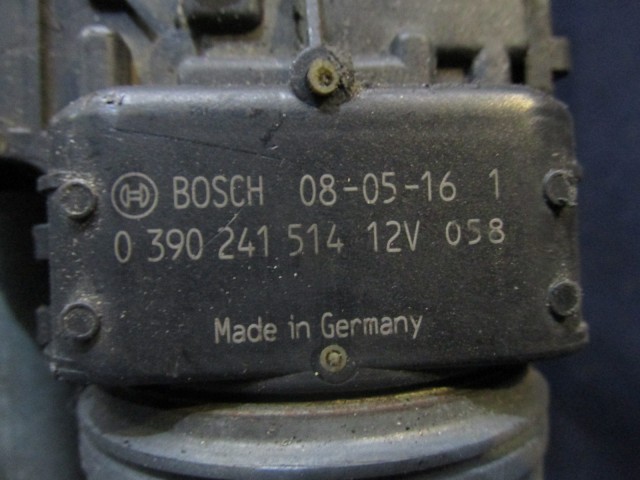 BOSCH 08-05-16 1
0 390 241 514 12V 058
Made in Germany